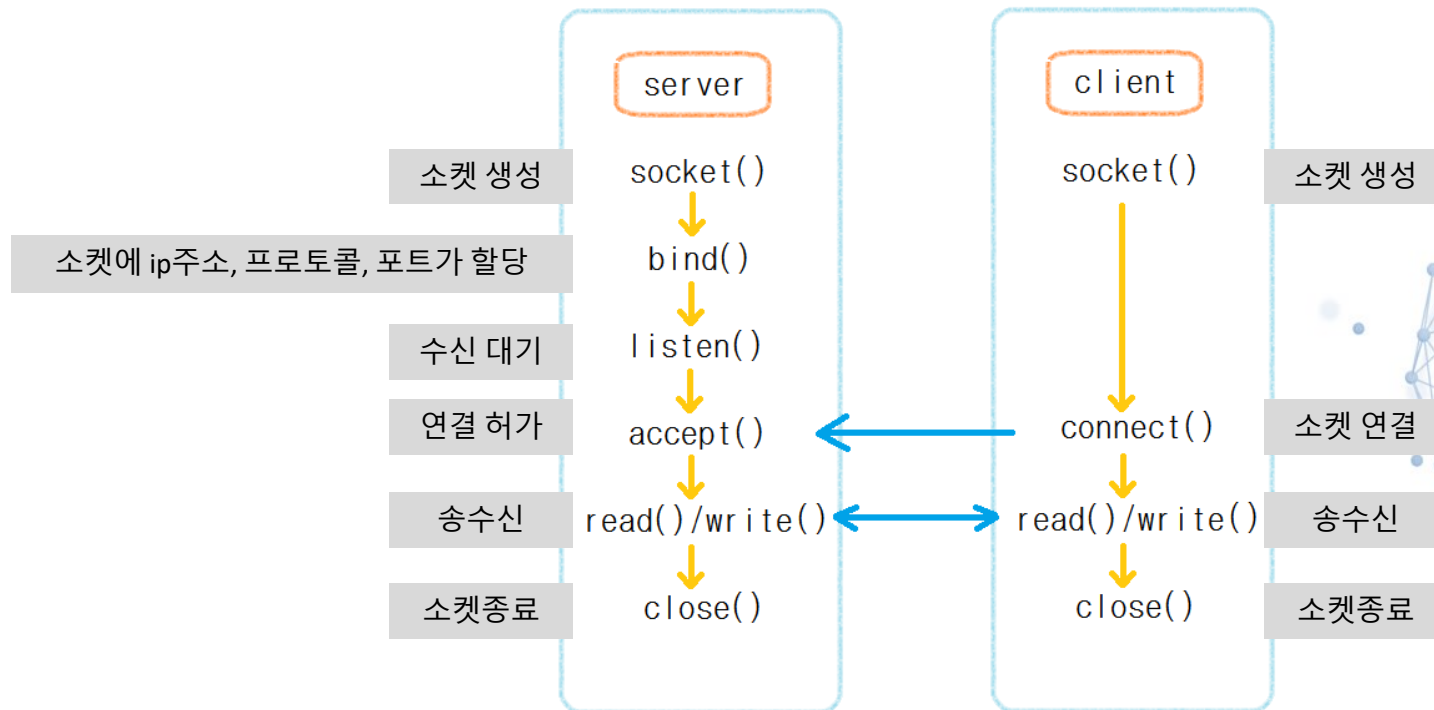 server
client
소켓 생성
socket()
socket()
소켓 생성
소켓에 ip주소, 프로토콜, 포트가 할당
bind()
수신 대기
listen()
연결 허가
accept()
connect()
소켓 연결
송수신
read()/write()
read()/write()
송수신
소켓종료
close()
close()
소켓종료